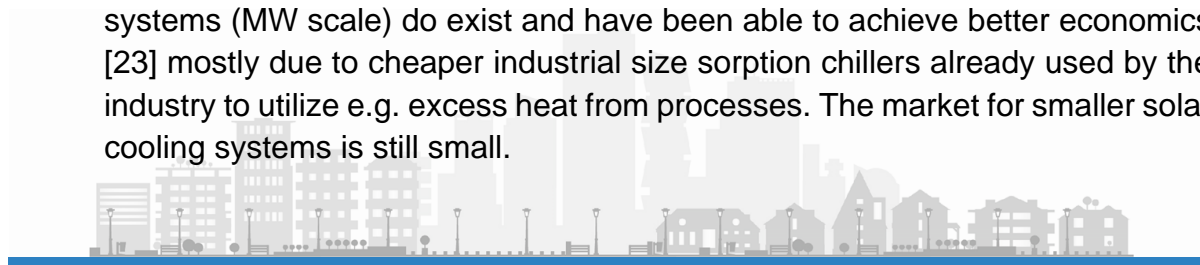 systems (MW scale) do exist and have been able to achieve better economics
[23] mostly due to cheaper industrial size sorption chillers already used by the
industry to utilize e.g. excess heat from processes. The market for smaller sola
cooling systems is still small.